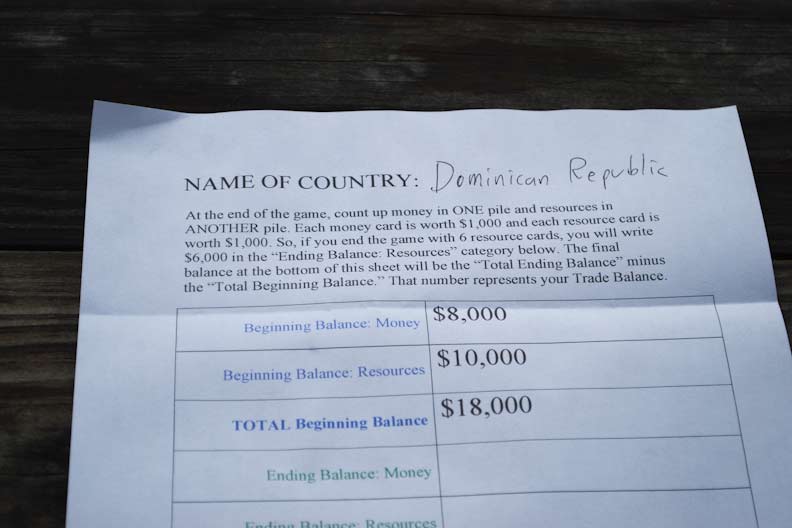 NAME OF COUNTRY: Dominican Republic
At the end of the game, count up money in ONE pile and resources in
ANOTHER pile. Each money card is worth $1,000 and each resource card is
worth $1,000. So, if you end the game with 6 resource cards, you will write
$6,000 in the “Ending Balance: Resources” category below. The final
balance at the bottom of this sheet will be the “Total Ending Balance” minus
the “Total Beginning Balance.” That number represents your Trade Balance.
Beginning Balance: Money $8,000
Beginning Balance: Resources $10,000
TOTAL Beginning Balance $18,000
Ending Balance: Money
Ending Balance: Resources